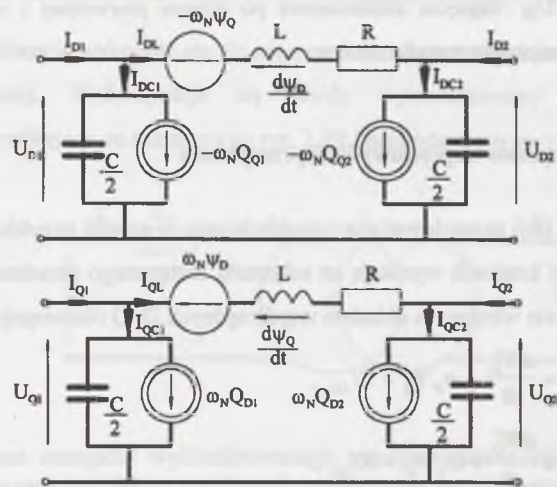 -ω_NΨ_Q L R
I_D1 I_DL I_D2
I_DC1 dψ_D/dt I_DC2
U_D1 C/2 -ω_NQ_Q1 -ω_NQ_Q2 C/2 U_D2
ω_NΨ_D L R
I_Q1 I_QL I_Q2
I_QC1 dψ_Q/dt I_QC2
U_Q1 C/2 ω_NQ_D1 ω_NQ_D2 C/2 U_Q2